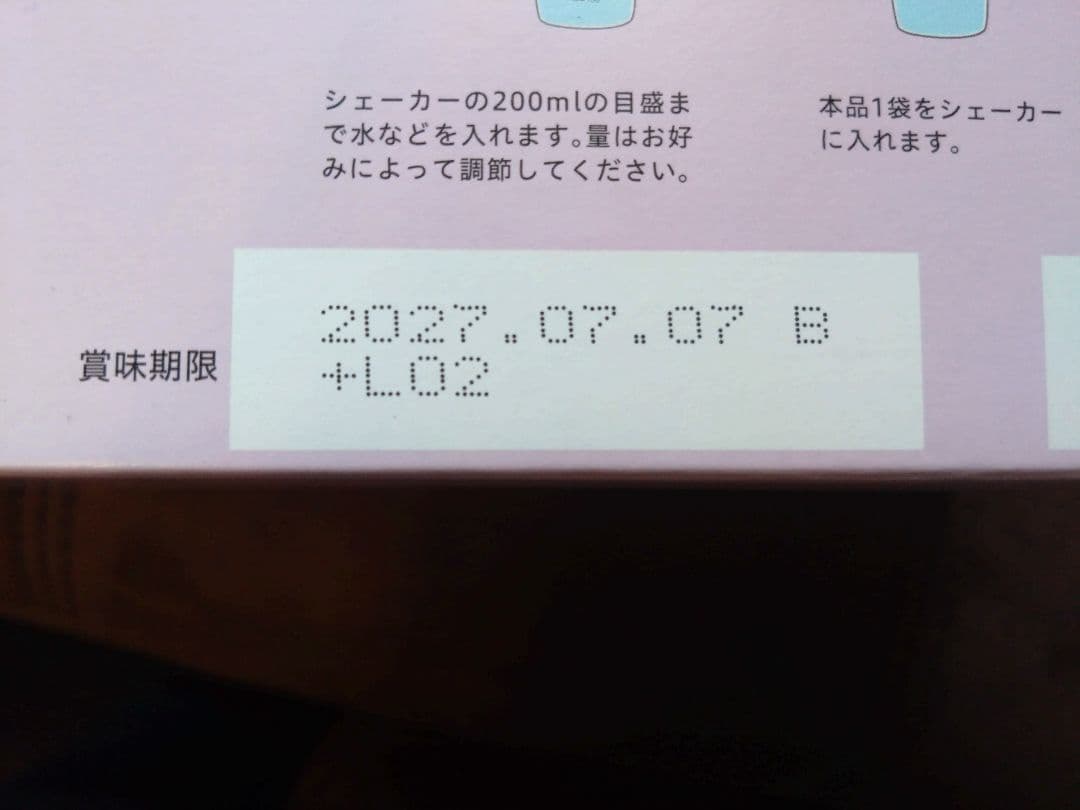 シェーカーの200mlの目盛ま
で水などを入れます。量はお好
みによって調節してください。
本品1袋をシェーカー
に入れます。
賞味期限
2027.07.07 B
+L02